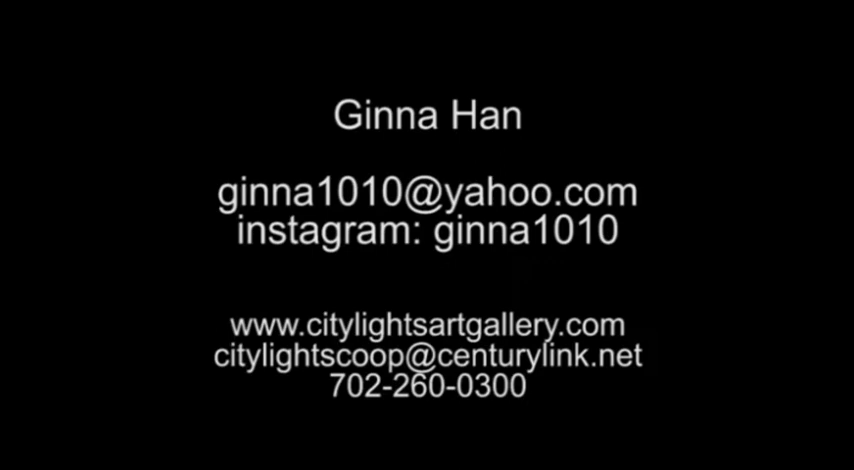 Ginna Han
ginna1010@yahoo.com
instagram: ginna1010
www.citylightsartgallery.com
citylightscoop@centurylink.net
702-260-0300